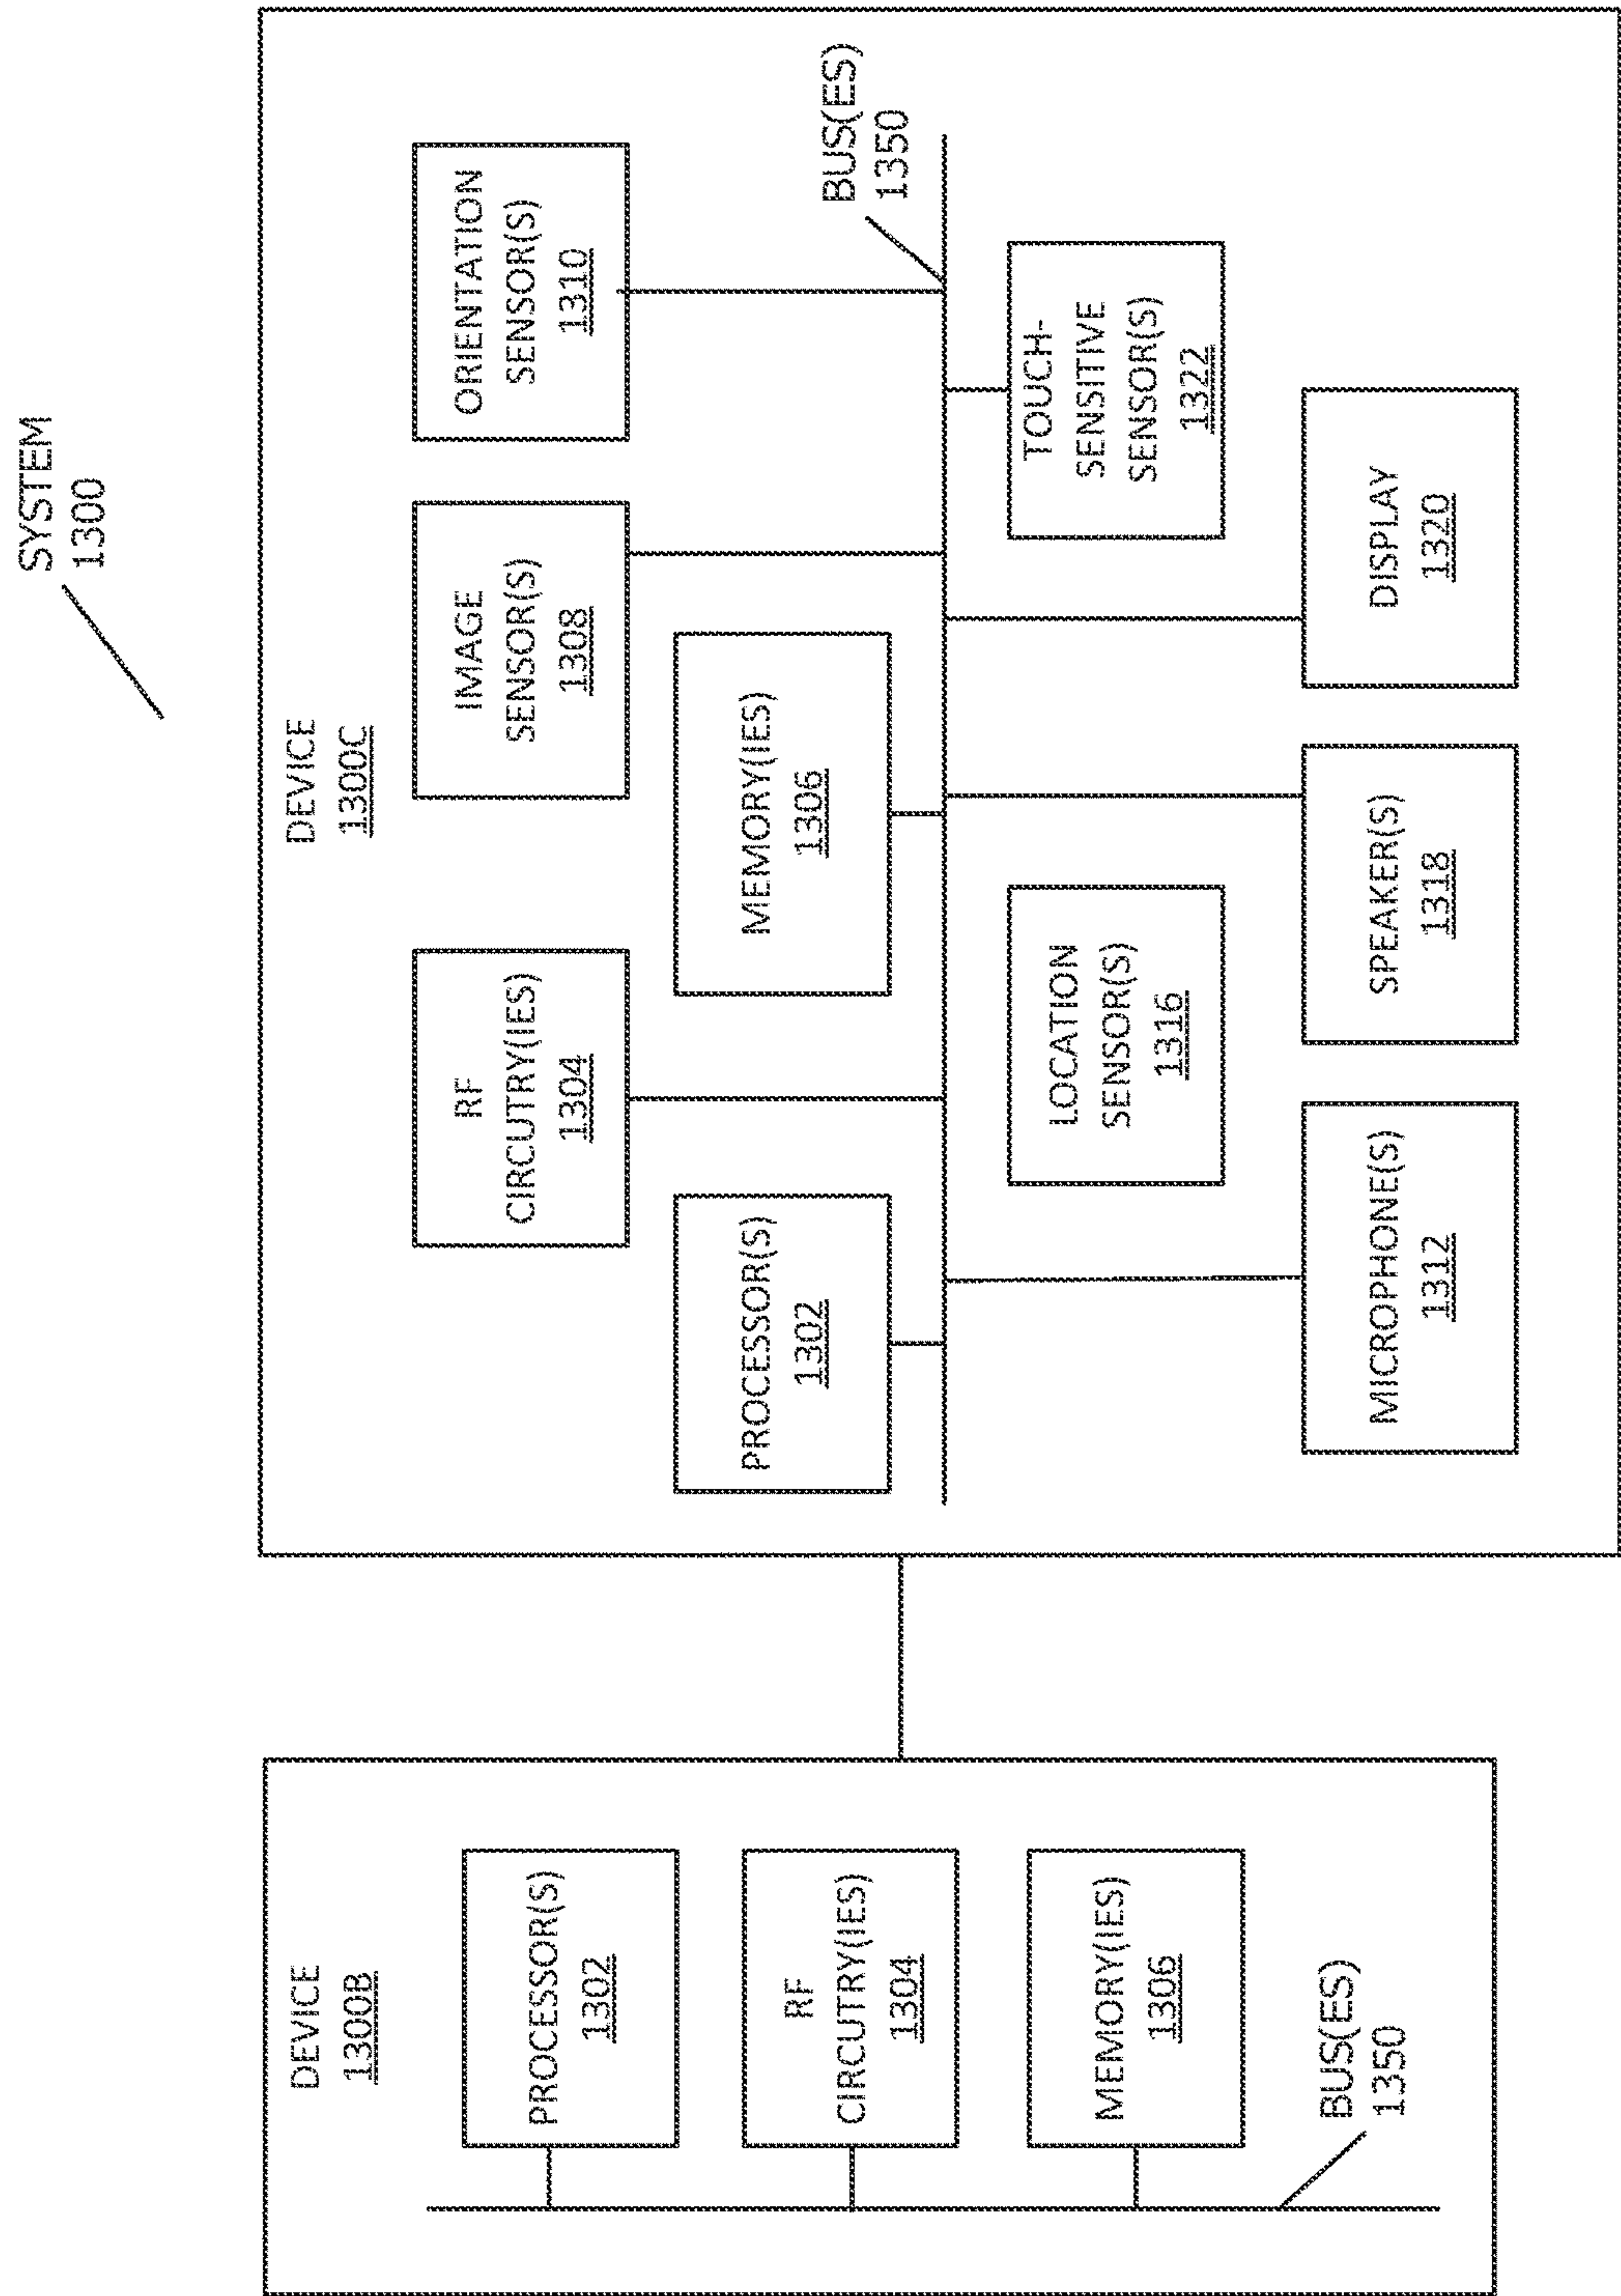 SYSTEM
1300
DEVICE
1300B
PROCESSOR(S)
1302
RF
CIRCUTRY(IES)
1304
MEMORY(IES)
1306
BUS(ES)
1350
DEVICE
1300C
RF
CIRCUTRY(IES)
1304
IMAGE
SENSOR(S)
1308
ORIENTATION
SENSOR(S)
1310
PROCESSOR(S)
1302
MEMORY(IES)
1306
BUS(ES)
1350
LOCATION
SENSOR(S)
1316
TOUCH-
SENSITIVE
SENSOR(S)
1322
MICROPHONE(S)
1312
SPEAKER(S)
1318
DISPLAY
1320